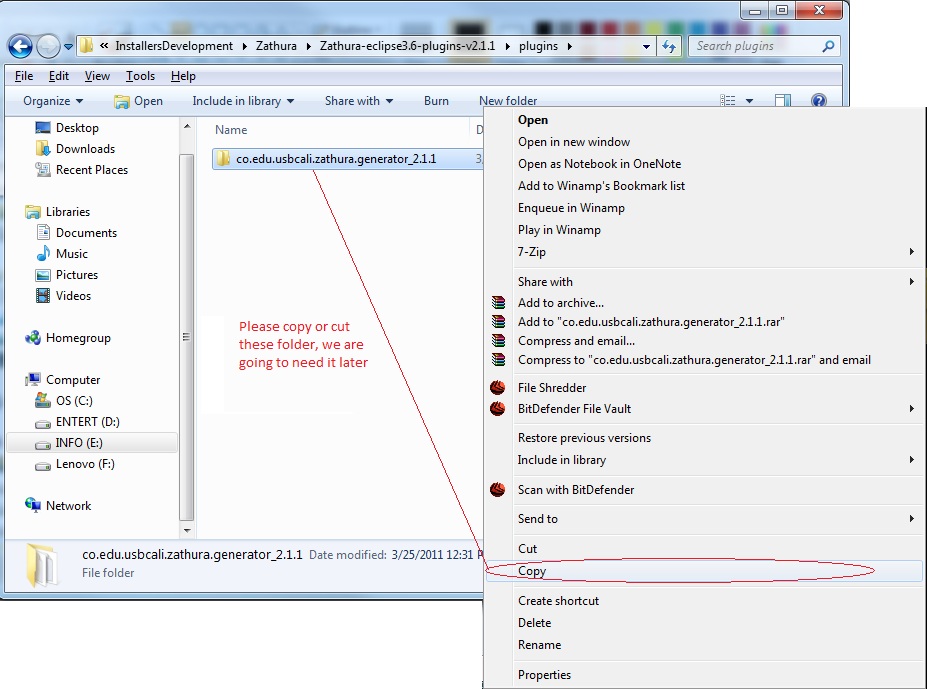 « InstallersDevelopment Zathura Zathura-eclipse3.6-plugins-v2.1.1 plugins
Search plugins
File Edit View Tools Help
Organize Open Include in library Share with Burn New folder
Desktop
Downloads
Recent Places
Libraries
Documents
Music
Pictures
Videos
Homegroup
Computer
OS (C:)
ENTERT (D:)
INFO (E:)
Lenovo (F:)
Network
Name D
co.edu.usbcali.zathura.generator_2.1.1 3
Please copy or cut
these folder, we are
going to need it later
Open
Open in new window
Open as Notebook in OneNote
Add to Winamp's Bookmark list
Enqueue in Winamp
Play in Winamp
7-Zip
Share with
Add to archive...
Add to "co.edu.usbcali.zathura.generator_2.1.1.rar"
Compress and email...
Compress to "co.edu.usbcali.zathura.generator_2.1.1.rar" and email
File Shredder
BitDefender File Vault
Restore previous versions
Include in library
Scan with BitDefender
Send to
Cut
Copy
Create shortcut
Delete
Rename
Properties
co.edu.usbcali.zathura.generator_2.1.1 Date modified: 3/25/2011 12:31 P
File folder